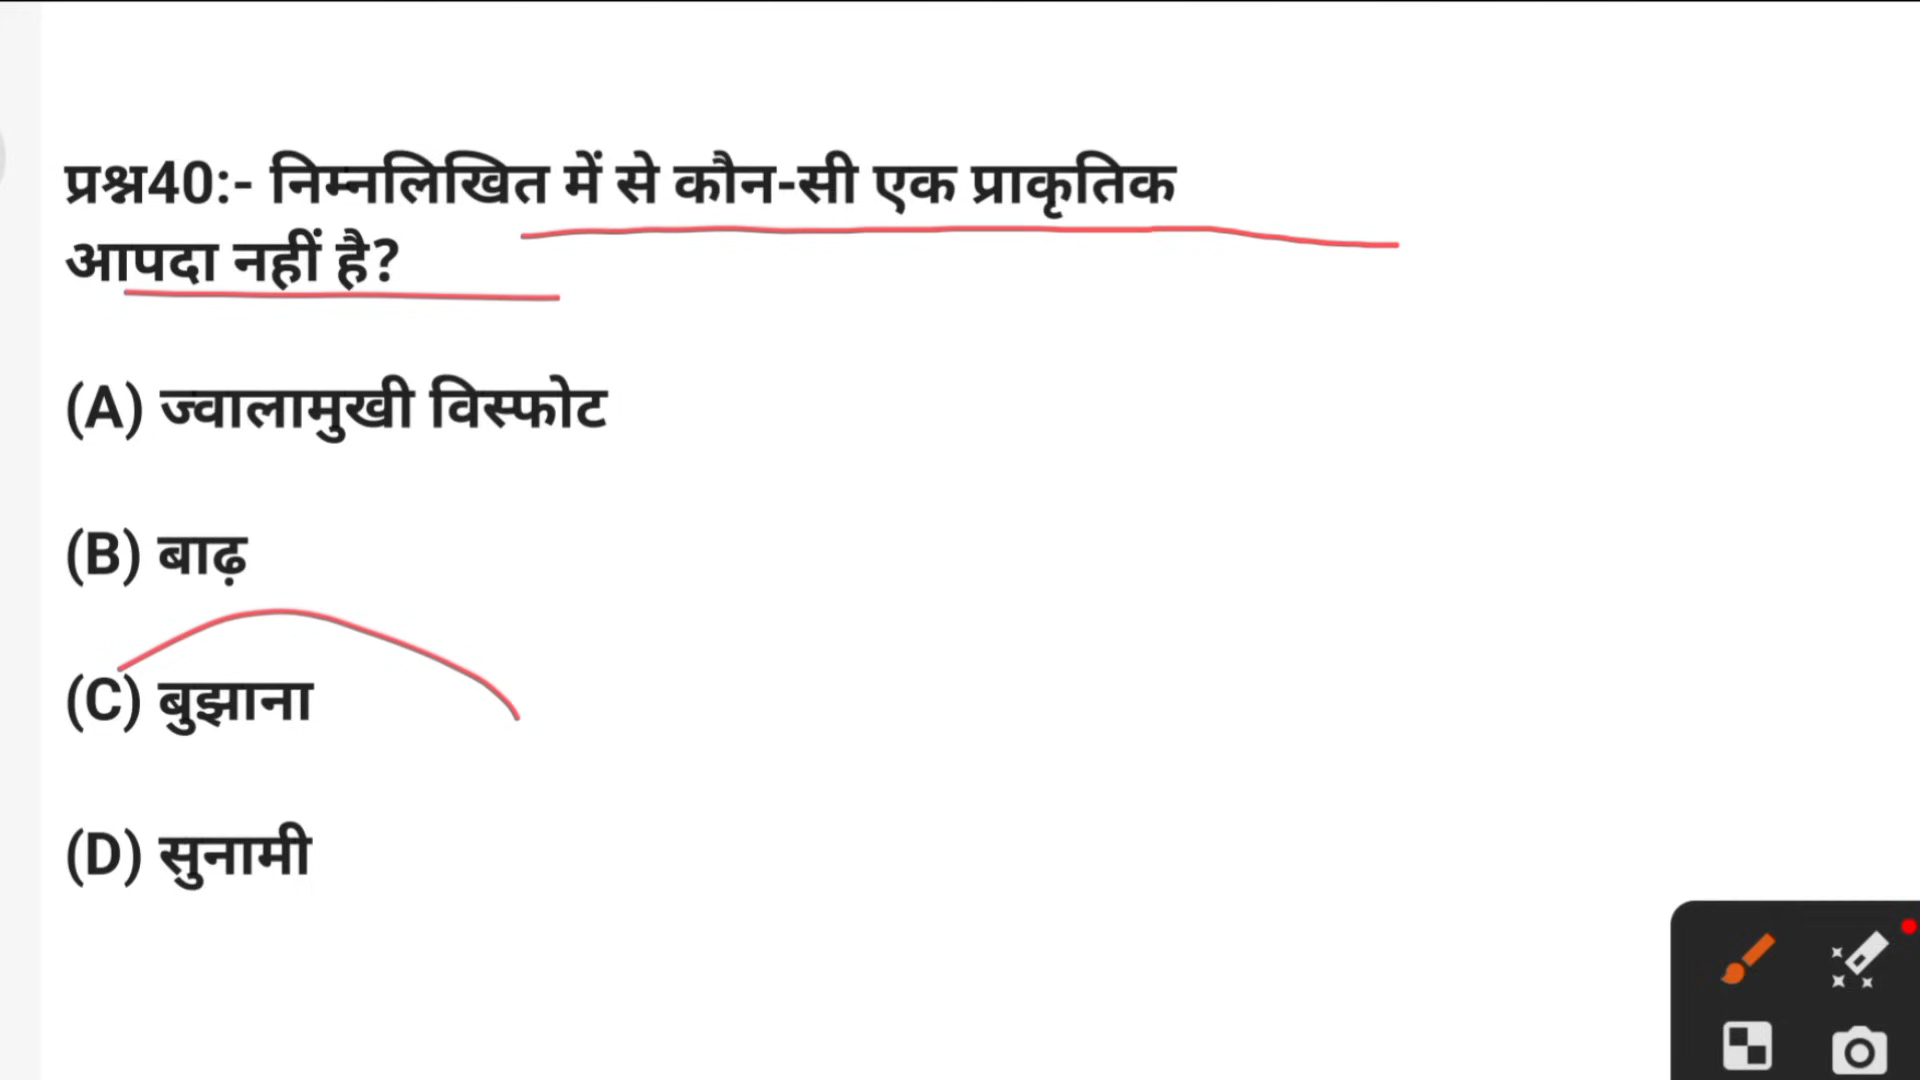 प्रश्न40:- निम्नलिखित में से कौन-सी एक प्राकृतिक
आपदा नहीं है?
(A) ज्वालामुखी विस्फोट
(B) बाढ़
(C) बुझाना
(D) सुनामी